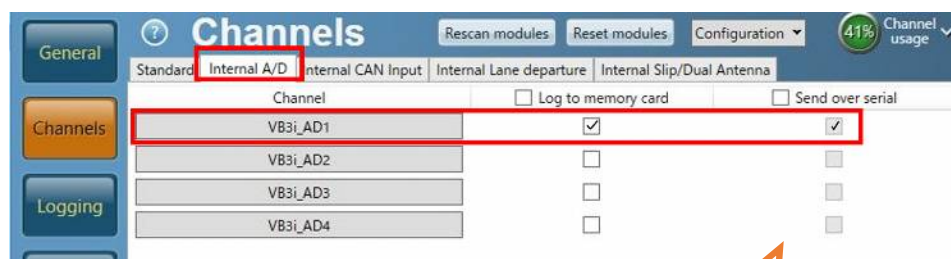 General
? Channels Rescan modules Reset modules Configuration 41% Channel usage
Standard Internal A/D Internal CAN Input Internal Lane departure Internal Slip/Dual Antenna
Channel Log to memory card Send over serial
Channels VB3i_AD1
VB3i_AD2
VB3i_AD3
Logging
VB3i_AD4